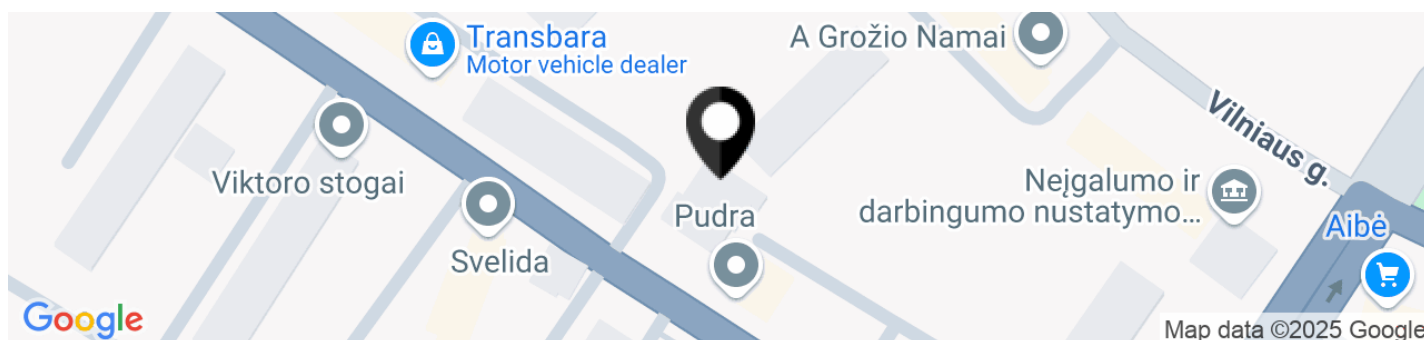 Transbara
Motor vehicle dealer
A Grožio Namai
Vilniaus g.
Viktoro stogai
Neįgalumo ir
darbingumo nustatymo...
Pudra
Aibė
Svelida
Google
Map data ©2025 Google